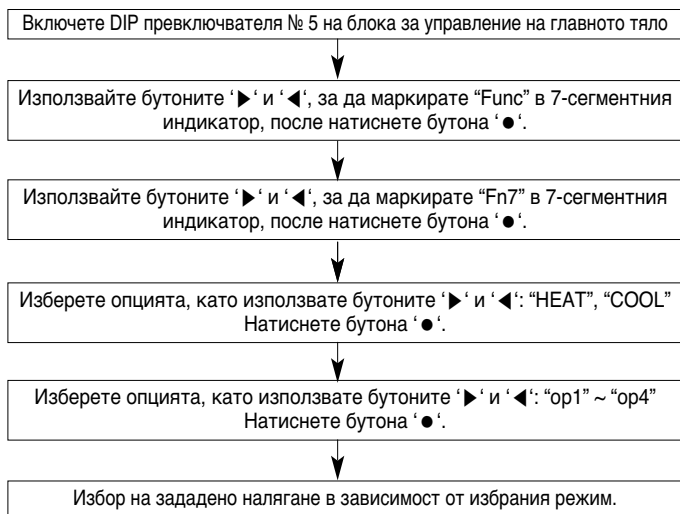 Включете DIP превключвателя № 5 на блока за управление на главното тяло
Използвайте бутоните ‘▶‘ и ‘◀‘, за да маркирате “Func” в 7-сегментния
индикатор, после натиснете бутона ‘●‘.
Използвайте бутоните ‘▶‘ и ‘◀‘, за да маркирате “Fn7” в 7-сегментния
индикатор, после натиснете бутона ‘●‘.
Изберете опцията, като използвате бутоните ‘▶‘ и ‘◀‘: “HEAT”, “COOL”
Натиснете бутона ‘●‘.
Изберете опцията, като използвате бутоните ‘▶‘ и ‘◀‘: “op1” ~ “op4”
Натиснете бутона ‘●‘.
Избор на зададено налягане в зависимост от избрания режим.